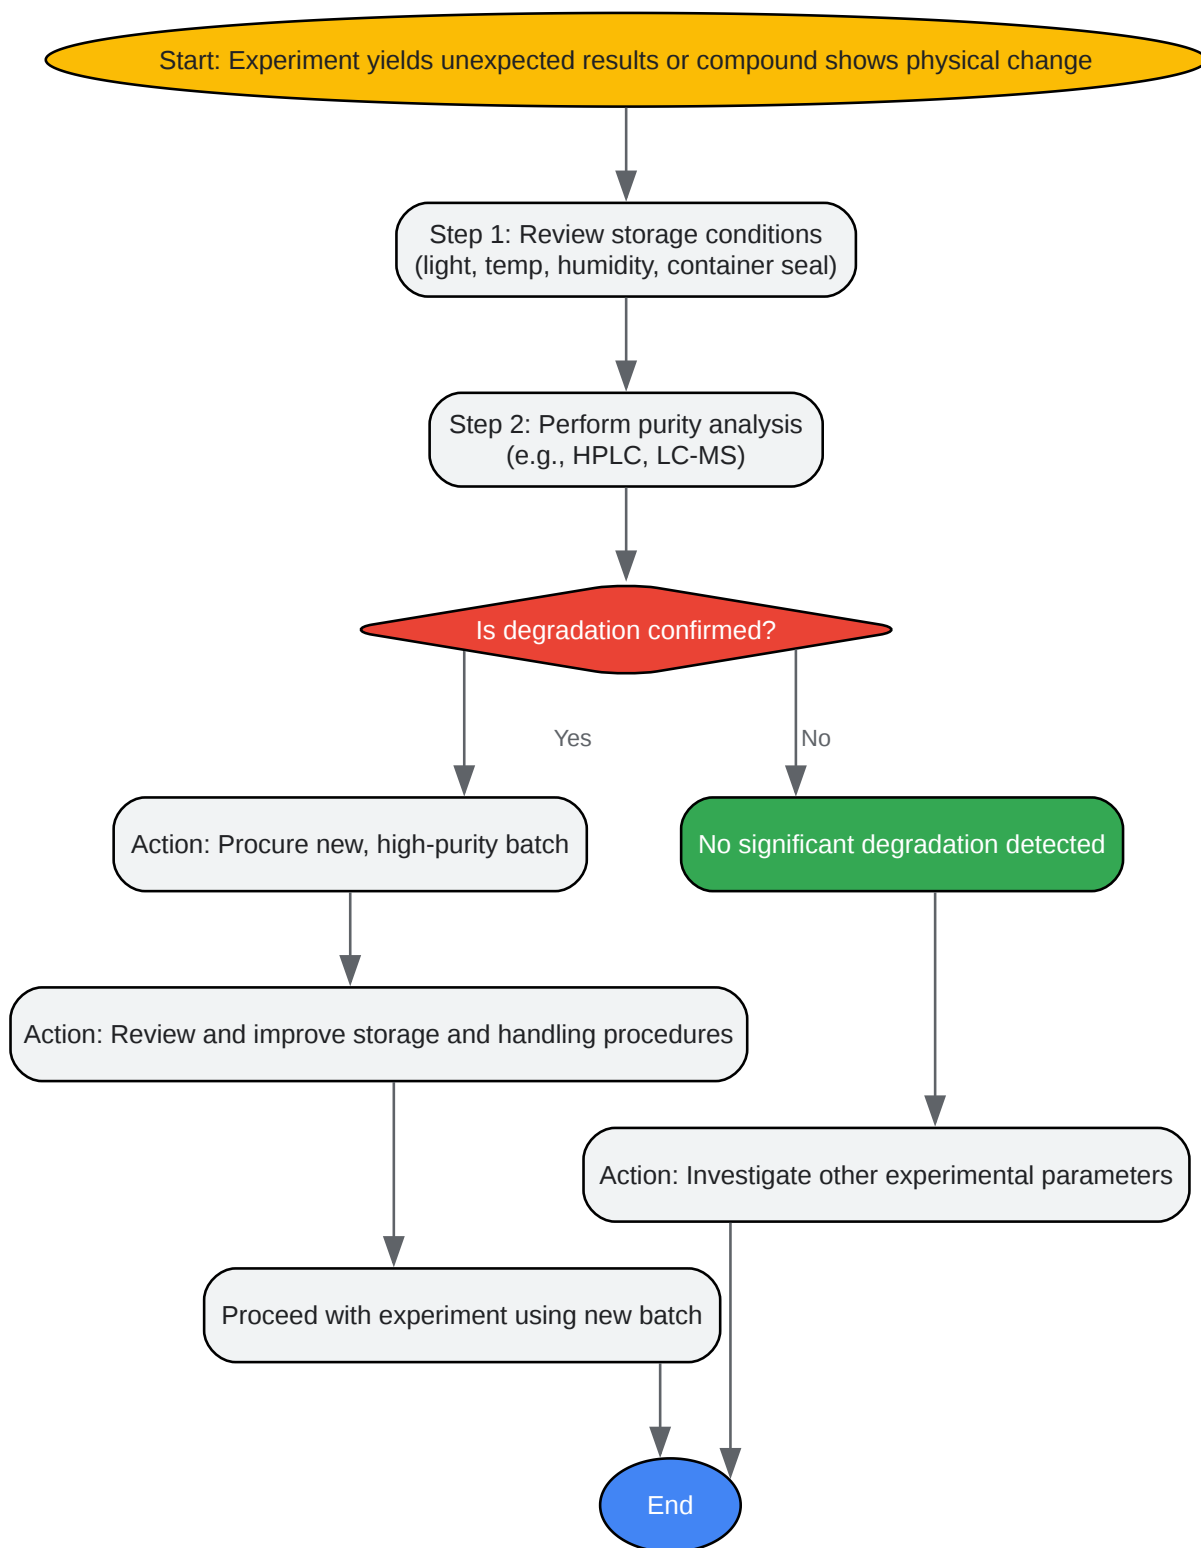 Start: Experiment yields unexpected results or compound shows physical change
Step 1: Review storage conditions
(light, temp, humidity, container seal)
Step 2: Perform purity analysis
(e.g., HPLC, LC-MS)
Is degradation confirmed?
Yes
No
Action: Procure new, high-purity batch
No significant degradation detected
Action: Review and improve storage and handling procedures
Action: Investigate other experimental parameters
Proceed with experiment using new batch
End